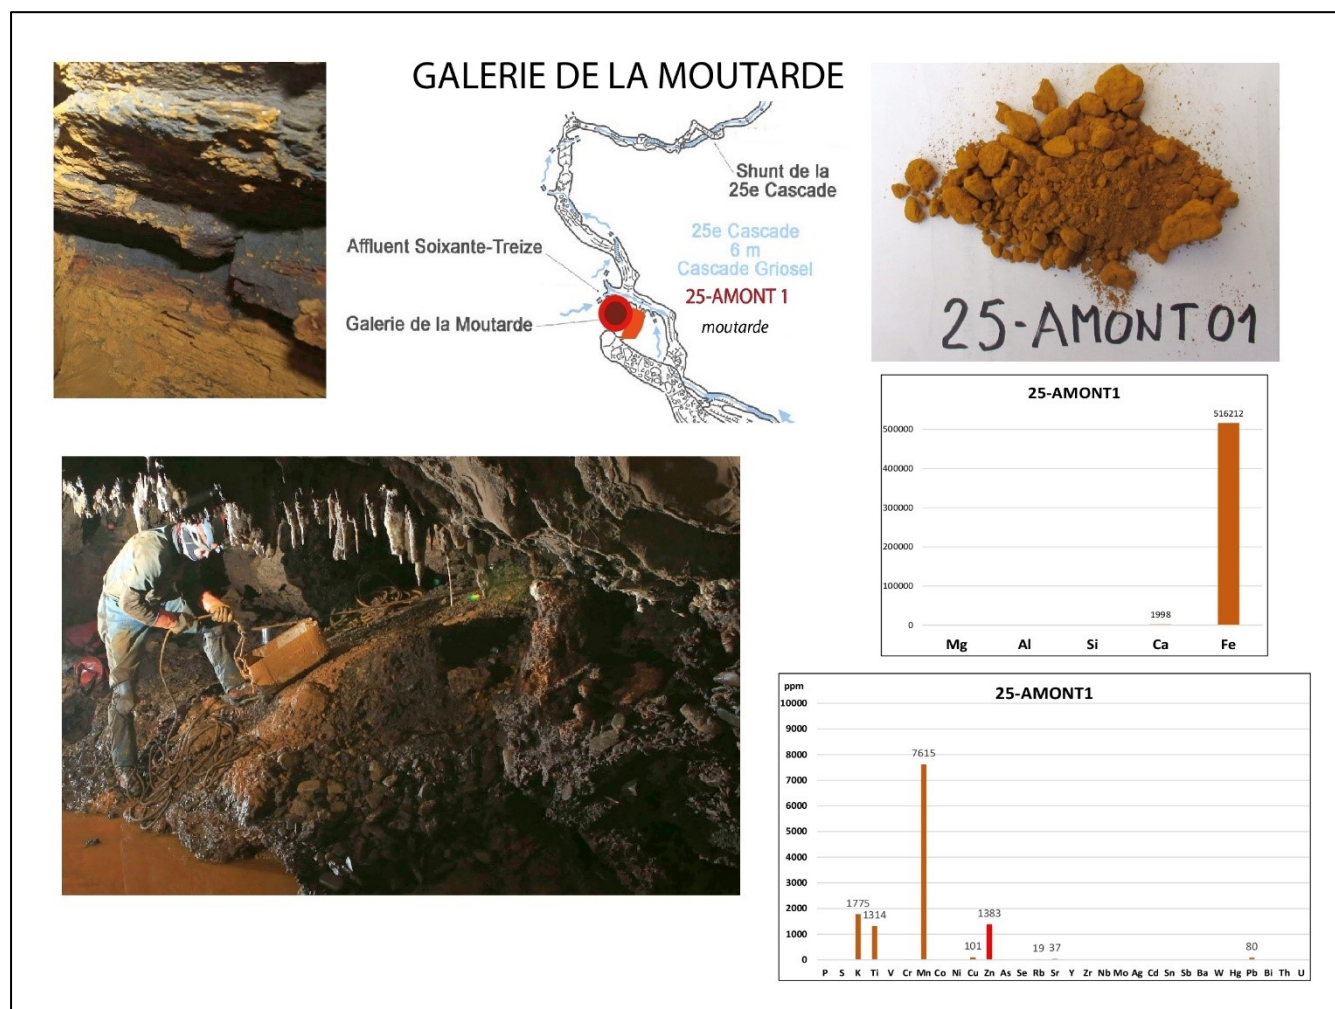 GALERIE DE LA MOUTARDE
Shunt de la
25e Cascade
Affluent Soixante-Treize
25e Cascade
6 m
Cascade Griosel
25-AMONT 1
moutarde
Galerie de la Moutarde
25-AMONT01
25-AMONT1
516212
500000
400000
300000
200000
100000
1998
0
Mg Al Si Ca Fe
ppm
25-AMONT1
10000
9000
8000
7615
7000
6000
5000
4000
3000
2000
1775
1314
1383
1000
101
19 37
80
0
P S K Ti V Cr Mn Co Ni Cu Zn As Se Rb Sr Y Zr Nb Mo Ag Cd Sn Sb Ba W Hg Pb Bi Th U